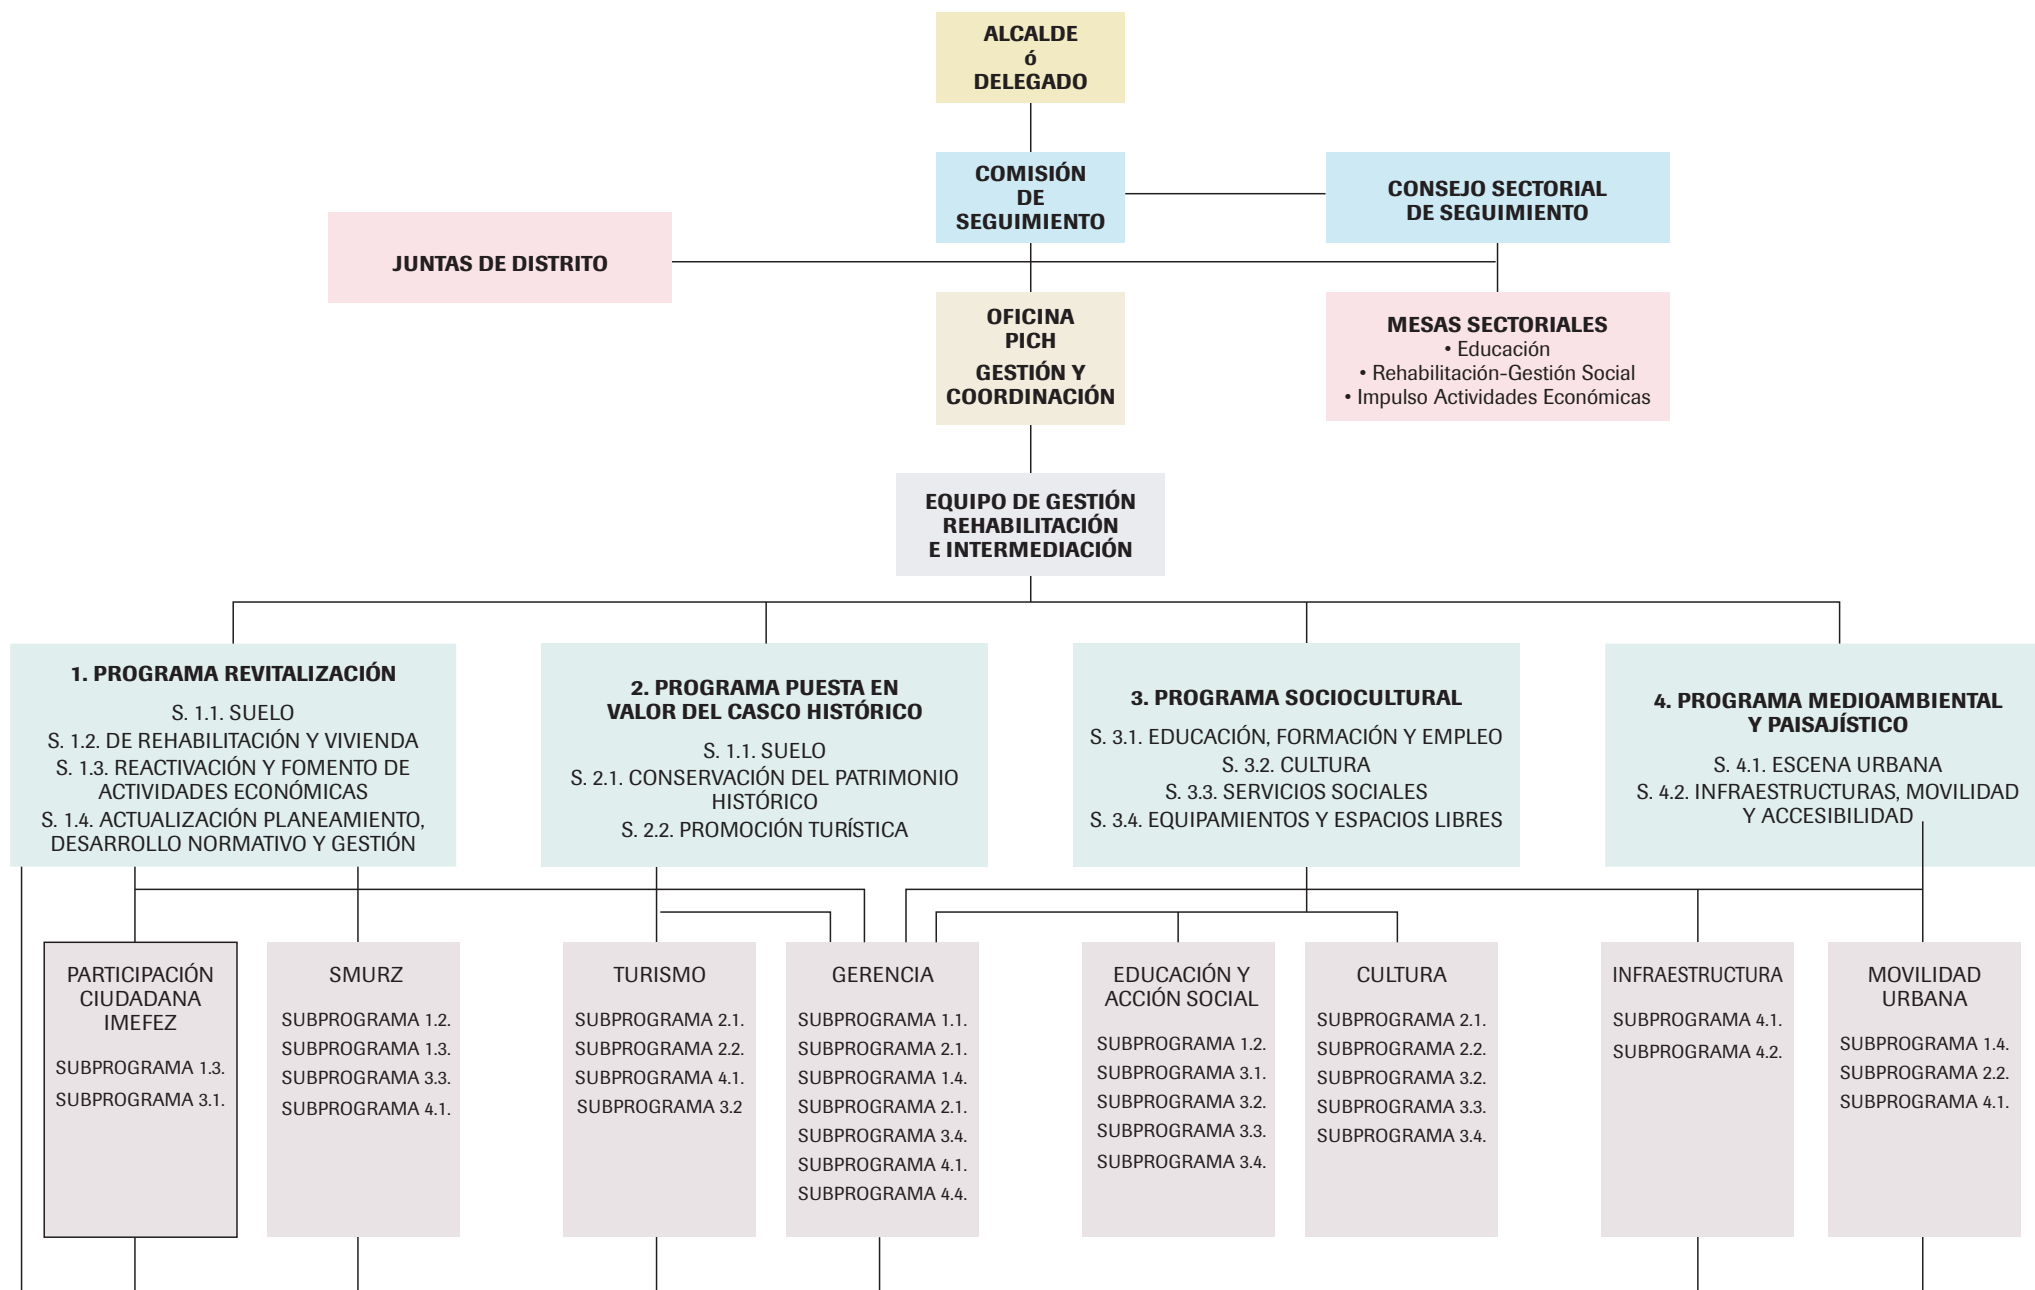 ALCALDE
ó
DELEGADO
COMISIÓN
DE
SEGUIMIENTO
CONSEJO SECTORIAL
DE SEGUIMIENTO
JUNTAS DE DISTRITO
OFICINA
PICH
GESTIÓN Y
COORDINACIÓN
MESAS SECTORIALES
• Educación
• Rehabilitación-Gestión Social
• Impulso Actividades Económicas
EQUIPO DE GESTIÓN
REHABILITACIÓN
E INTERMEDIACIÓN
1. PROGRAMA REVITALIZACIÓN
S. 1.1. SUELO
S. 1.2. DE REHABILITACIÓN Y VIVIENDA
S. 1.3. REACTIVACIÓN Y FOMENTO DE
ACTIVIDADES ECONÓMICAS
S. 1.4. ACTUALIZACIÓN PLANEAMIENTO,
DESARROLLO NORMATIVO Y GESTIÓN
2. PROGRAMA PUESTA EN
VALOR DEL CASCO HISTÓRICO
S. 1.1. SUELO
S. 2.1. CONSERVACIÓN DEL PATRIMONIO
HISTÓRICO
S. 2.2. PROMOCIÓN TURÍSTICA
3. PROGRAMA SOCIOCULTURAL
S. 3.1. EDUCACIÓN, FORMACIÓN Y EMPLEO
S. 3.2. CULTURA
S. 3.3. SERVICIOS SOCIALES
S. 3.4. EQUIPAMIENTOS Y ESPACIOS LIBRES
4. PROGRAMA MEDIOAMBIENTAL
Y PAISAJÍSTICO
S. 4.1. ESCENA URBANA
S. 4.2. INFRAESTRUCTURAS, MOVILIDAD
Y ACCESIBILIDAD
PARTICIPACIÓN
CIUDADANA
IMEFEZ
SUBPROGRAMA 1.3.
SUBPROGRAMA 3.1.
SMURZ
SUBPROGRAMA 1.2.
SUBPROGRAMA 1.3.
SUBPROGRAMA 3.3.
SUBPROGRAMA 4.1.
TURISMO
SUBPROGRAMA 2.1.
SUBPROGRAMA 2.2.
SUBPROGRAMA 4.1.
SUBPROGRAMA 3.2
GERENCIA
SUBPROGRAMA 1.1.
SUBPROGRAMA 2.1.
SUBPROGRAMA 1.4.
SUBPROGRAMA 2.1.
SUBPROGRAMA 3.4.
SUBPROGRAMA 4.1.
SUBPROGRAMA 4.4.
EDUCACIÓN Y
ACCIÓN SOCIAL
SUBPROGRAMA 1.2.
SUBPROGRAMA 3.1.
SUBPROGRAMA 3.2.
SUBPROGRAMA 3.3.
SUBPROGRAMA 3.4.
CULTURA
SUBPROGRAMA 2.1.
SUBPROGRAMA 2.2.
SUBPROGRAMA 3.2.
SUBPROGRAMA 3.3.
SUBPROGRAMA 3.4.
INFRAESTRUCTURA
SUBPROGRAMA 4.1.
SUBPROGRAMA 4.2.
MOVILIDAD
URBANA
SUBPROGRAMA 1.4.
SUBPROGRAMA 2.2.
SUBPROGRAMA 4.1.